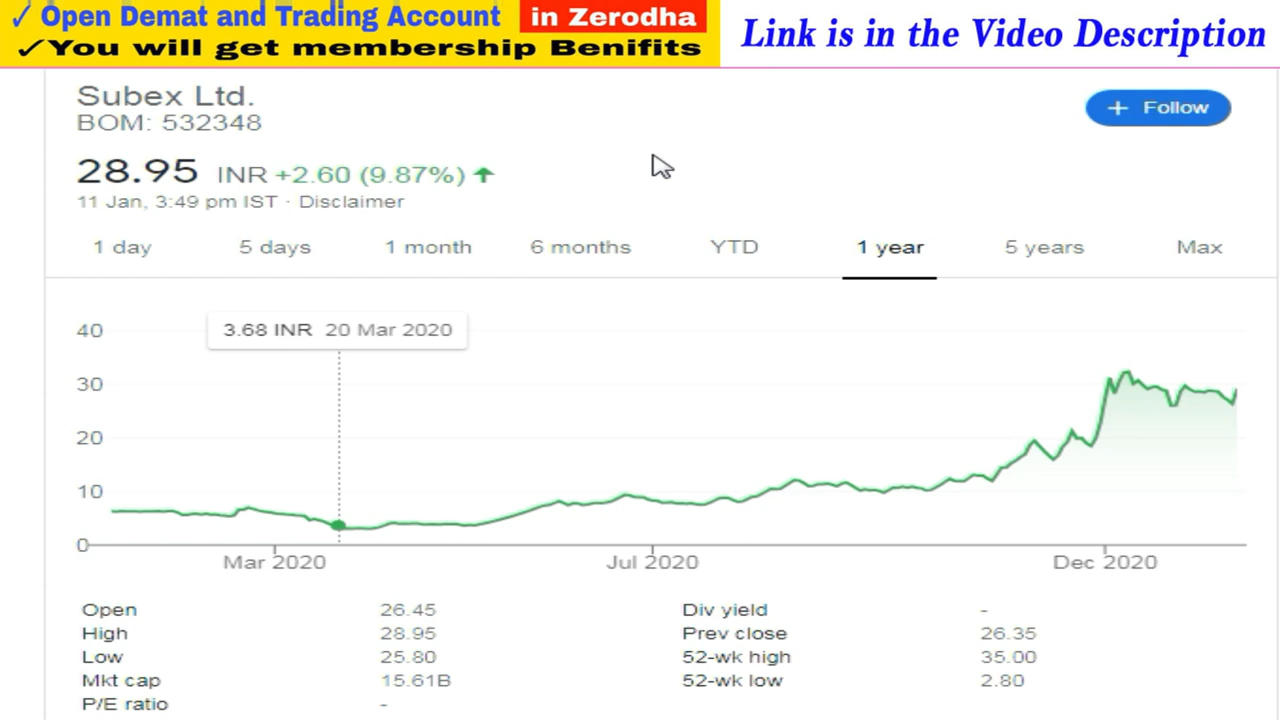 ✓ Open Demat and Trading Account in Zerodha
✓You will get membership Benifits
Link is in the Video Description
Subex Ltd.
BOM: 532348
+ Follow
28.95 INR +2.60 (9.87%) ↑
11 Jan, 3:49 pm IST · Disclaimer
1 day 5 days 1 month 6 months YTD 1 year 5 years Max
3.68 INR 20 Mar 2020
40
30
20
10
0
Mar 2020 Jul 2020 Dec 2020
Open 26.45 Div yield -
High 28.95 Prev close 26.35
Low 25.80 52-wk high 35.00
Mkt cap 15.61B 52-wk low 2.80
P/E ratio -